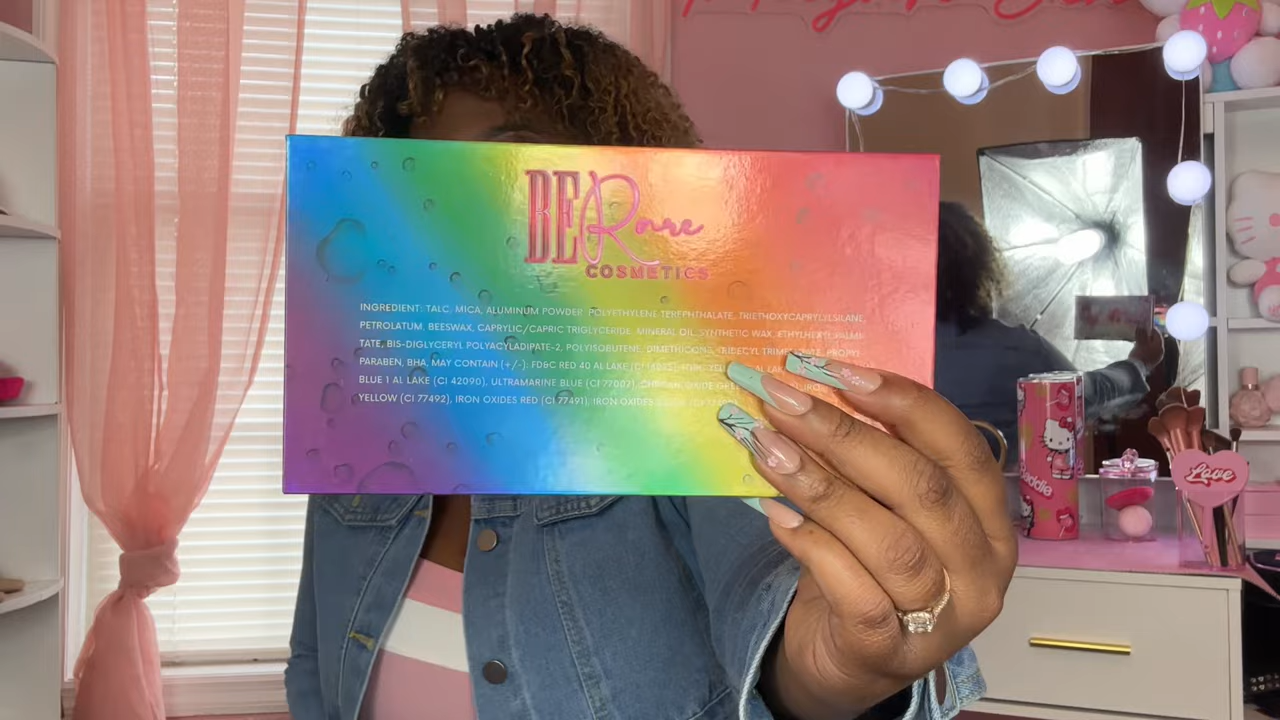 BE Rare
COSMETICS
INGREDIENT: TALC, MICA, ALUMINUM POWDER, POLYETHYLENE TEREPHTHALATE, TRIETHOXYCAPRYLYLSILANE,
PETROLATUM, BEESWAX, CAPRYLIC/CAPRIC TRIGLYCERIDE, MINERAL OIL, SYNTHETIC WAX, ETHYLHEXYL PALMI
TATE, BIS-DIGLYCERYL POLYACYLADIPATE-2, POLYISOBUTENE, DIMETHICONE, TRIDECYL PROPYL
PARABEN, BHA. MAY CONTAIN (+/-): FD&C RED 40 AL LAKE
BLUE 1 AL LAKE (CI 42090), ULTRAMARINE BLUE (CI 77007), OXIDE
YELLOW (CI 77492), IRON OXIDES RED (CI 77491), IRON OXIDES
baddie
Love